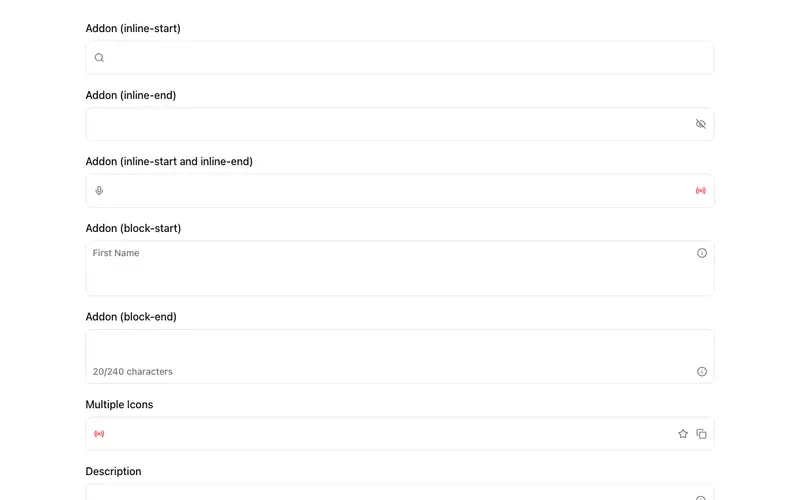 Addon (inline-start)
Addon (inline-end)
Addon (inline-start and inline-end)
Addon (block-start)
First Name
Addon (block-end)
20/240 characters
Multiple Icons
Description